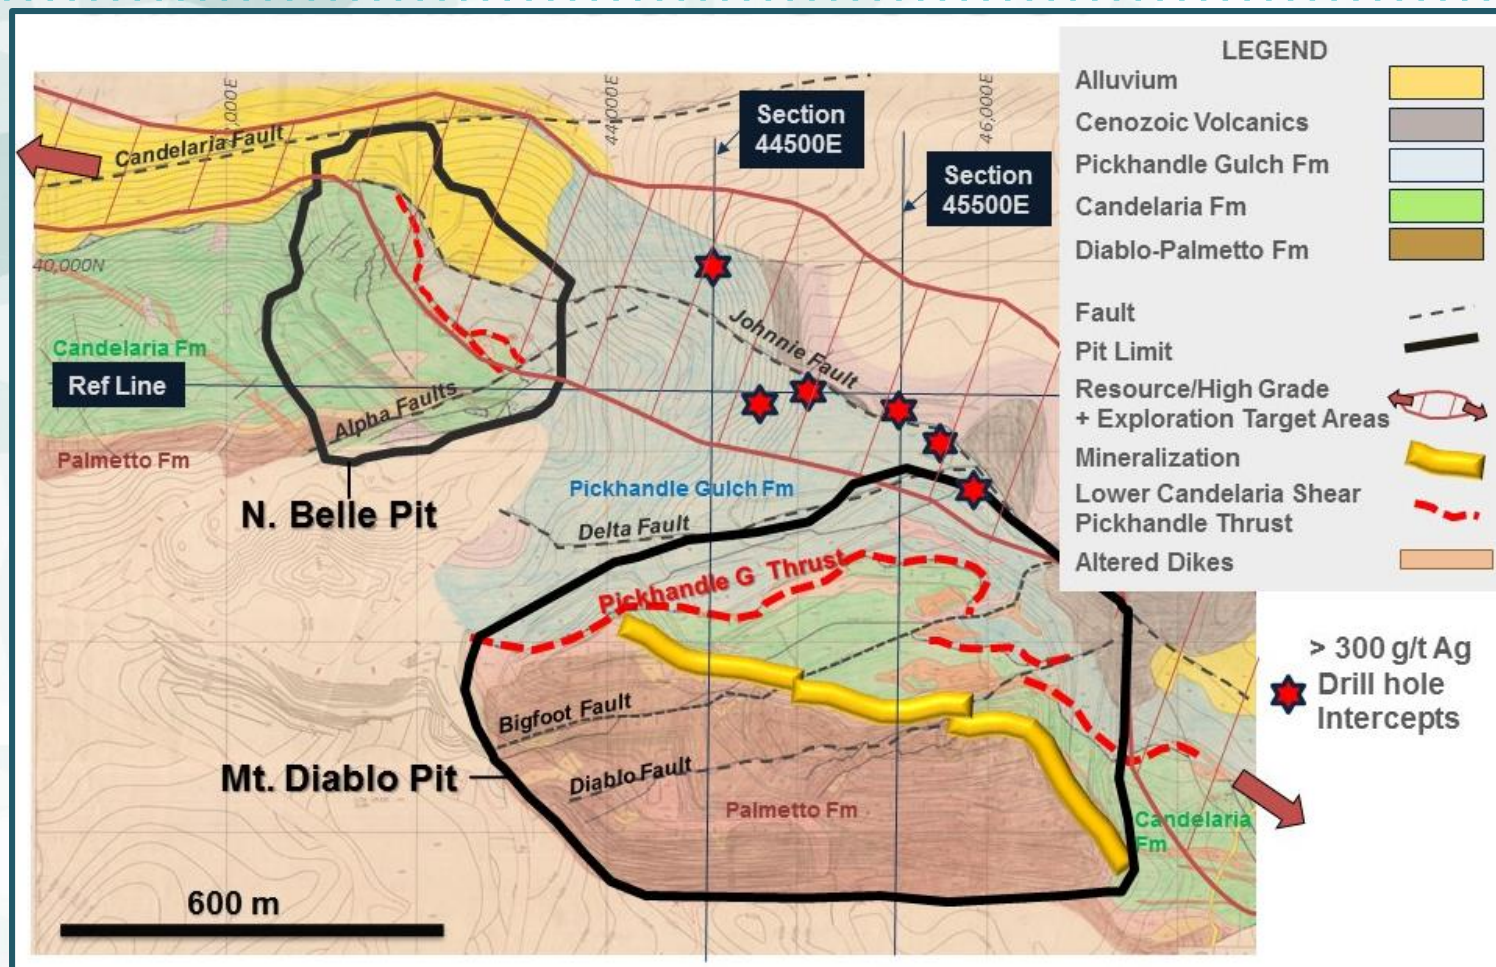 LEGEND
Alluvium
Cenozoic Volcanics
Pickhandle Gulch Fm
Candelaria Fm
Diablo-Palmetto Fm
Fault
Pit Limit
Resource/High Grade
+ Exploration Target Areas
Mineralization
Lower Candelaria Shear
Pickhandle Thrust
Altered Dikes
> 300 g/t Ag
Drill hole
Intercepts
44,000E
46,000E
Section
44500E
Section
45500E
Candelaria Fault
40,000N
Johnnie Fault
Candelaria Fm
Ref Line
Alpha Faults
Palmetto Fm
Pickhandle Gulch Fm
N. Belle Pit
Delta Fault
Pickhandle G Thrust
Bigfoot Fault
Mt. Diablo Pit
Diablo Fault
Palmetto Fm
Candelaria
Fm
600 m